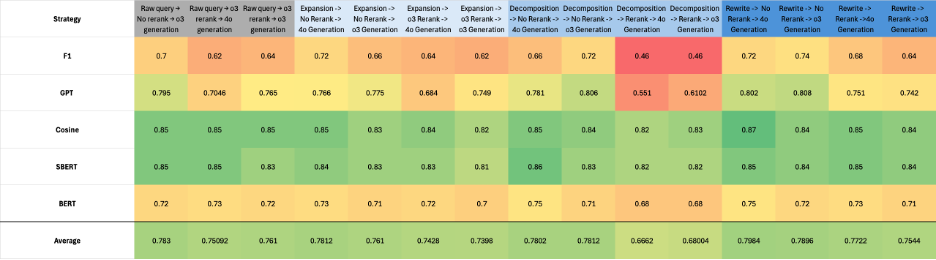 Strategy Raw query → No rerank → o3 generation Raw query → o3 rerank → 4o generation Raw query → o3 rerank → o3 generation Expansion -> No Rerank -> 4o Generation Expansion -> No Rerank -> o3 Generation Expansion -> o3 Rerank -> 4o Generation Expansion -> o3 Rerank -> o3 Generation Decomposition -> No Rerank -> 4o Generation Decomposition -> No Rerank -> o3 Generation Decomposition -> Rerank -> 4o Generation Decomposition -> Rerank -> o3 generation Rewrite -> No Rerank -> 4o Generation Rewrite -> No Rerank -> o3 Generation Rewrite -> Rerank ->4o Generation Rewrite -> Rerank -> o3 Generation
F1 0.7 0.62 0.64 0.72 0.66 0.64 0.62 0.66 0.72 0.46 0.46 0.72 0.74 0.68 0.64
GPT 0.795 0.7046 0.765 0.766 0.775 0.684 0.749 0.781 0.806 0.551 0.6102 0.802 0.808 0.751 0.742
Cosine 0.85 0.85 0.85 0.85 0.83 0.84 0.82 0.85 0.84 0.82 0.83 0.87 0.84 0.85 0.84
SBERT 0.85 0.85 0.83 0.84 0.83 0.83 0.81 0.86 0.83 0.82 0.82 0.85 0.84 0.85 0.84
BERT 0.72 0.73 0.72 0.73 0.71 0.72 0.7 0.75 0.71 0.68 0.68 0.75 0.72 0.73 0.71
Average 0.783 0.75092 0.761 0.7812 0.761 0.7428 0.7398 0.7802 0.7812 0.6662 0.68004 0.7984 0.7896 0.7722 0.7544